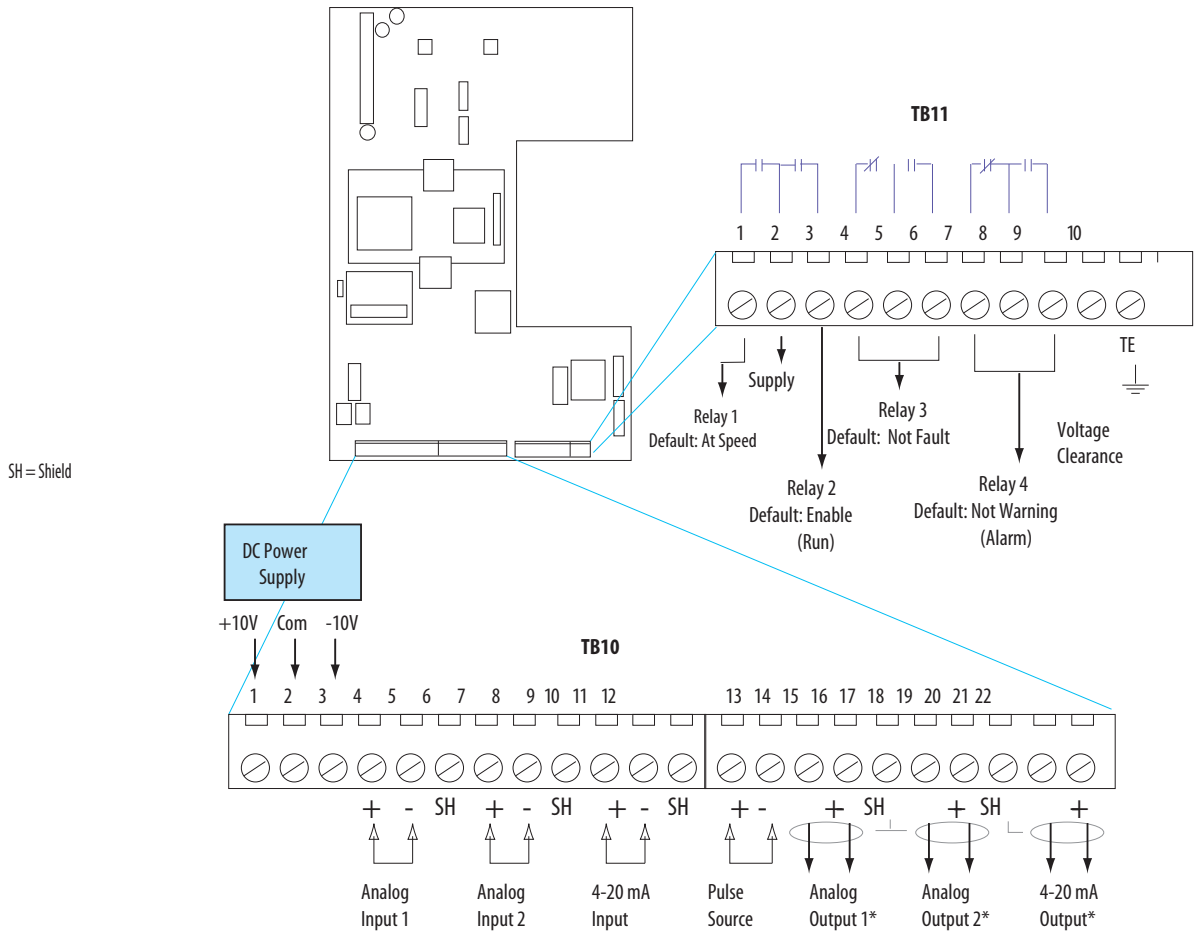 TB11
1 2 3 4 5 6 7 8 9 10
TE
Supply
Relay 1
Default: At Speed
Relay 3
Default: Not Fault
Voltage
Clearance
SH = Shield
Relay 2
Default: Enable
(Run)
Relay 4
Default: Not Warning
(Alarm)
DC Power
Supply
+10V Com -10V
TB10
1 2 3 4 5 6 7 8 9 10 11 12 13 14 15 16 17 18 19 20 21 22
+ - SH + - SH + - SH + - + - SH + - SH +
Analog
Input 1
Analog
Input 2
4-20 mA
Input
Pulse
Source
Analog
Output 1*
Analog
Output 2*
4-20 mA
Output*